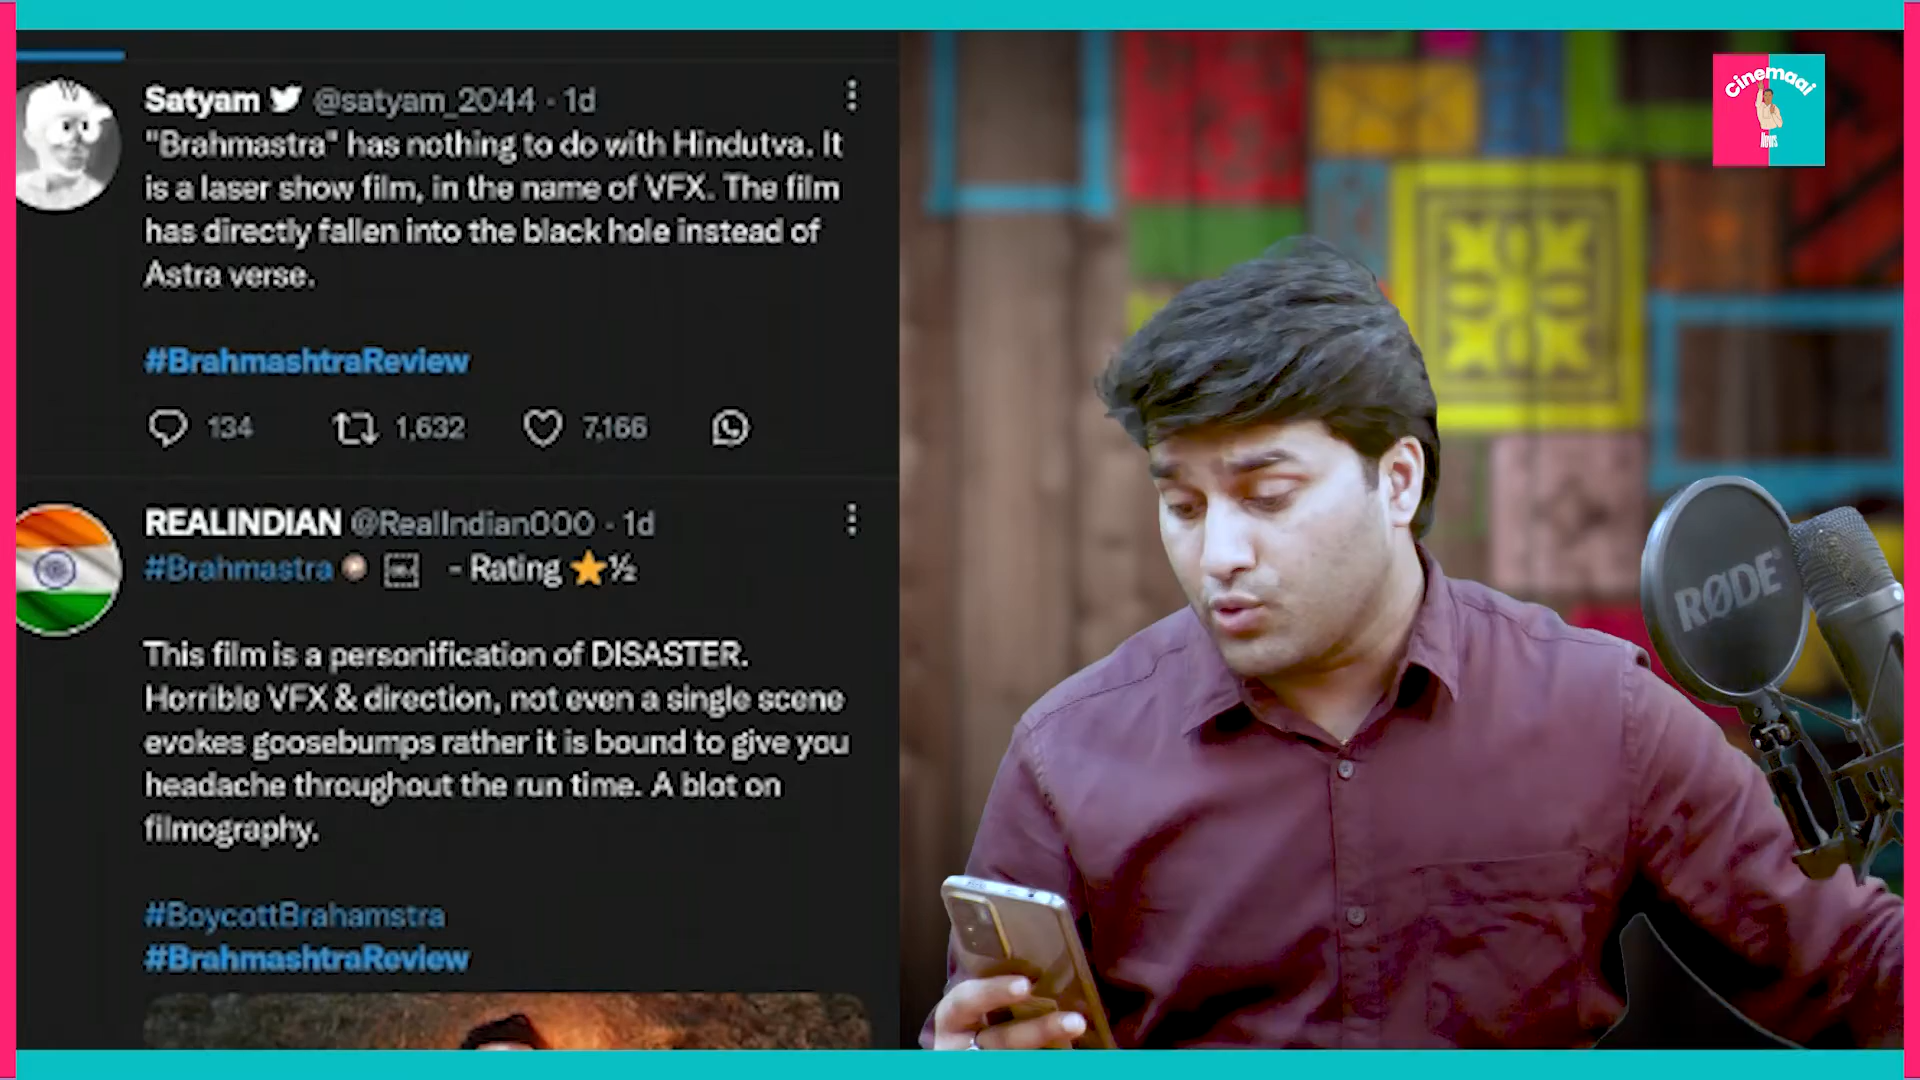 Satyam @satyam_2044 · 1d
"Brahmastra" has nothing to do with Hindutva. It
is a laser show film, in the name of VFX. The film
has directly fallen into the black hole instead of
Astra verse.
#BrahmashtraReview
134 1,632 7,166
REALINDIAN @RealIndian000 · 1d
#Brahmastra - Rating ⭐½
This film is a personification of DISASTER.
Horrible VFX & direction, not even a single scene
evokes goosebumps rather it is bound to give you
headache throughout the run time. A blot on
filmography.
#BoycottBrahamstra
#BrahmashtraReview
Cinemaai
News
RØDE